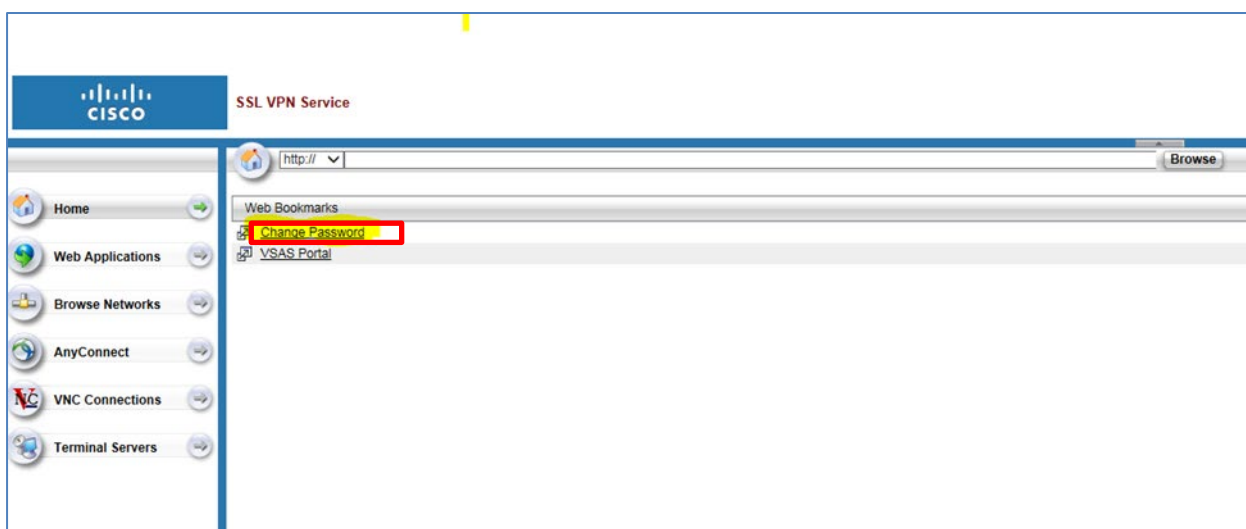 CISCO
SSL VPN Service
http://
Browse
Home
Web Applications
Browse Networks
AnyConnect
VNC Connections
Terminal Servers
Web Bookmarks
Change Password
VSAS Portal